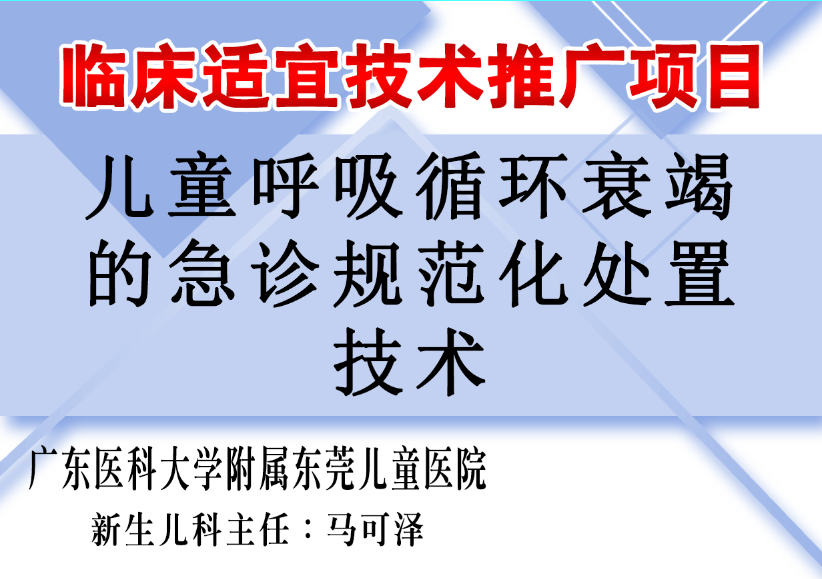 临床适宜技术推广项目
儿童呼吸循环衰竭
的急诊规范化处置
技术
广东医科大学附属东莞儿童医院
新生儿科主任：马可泽